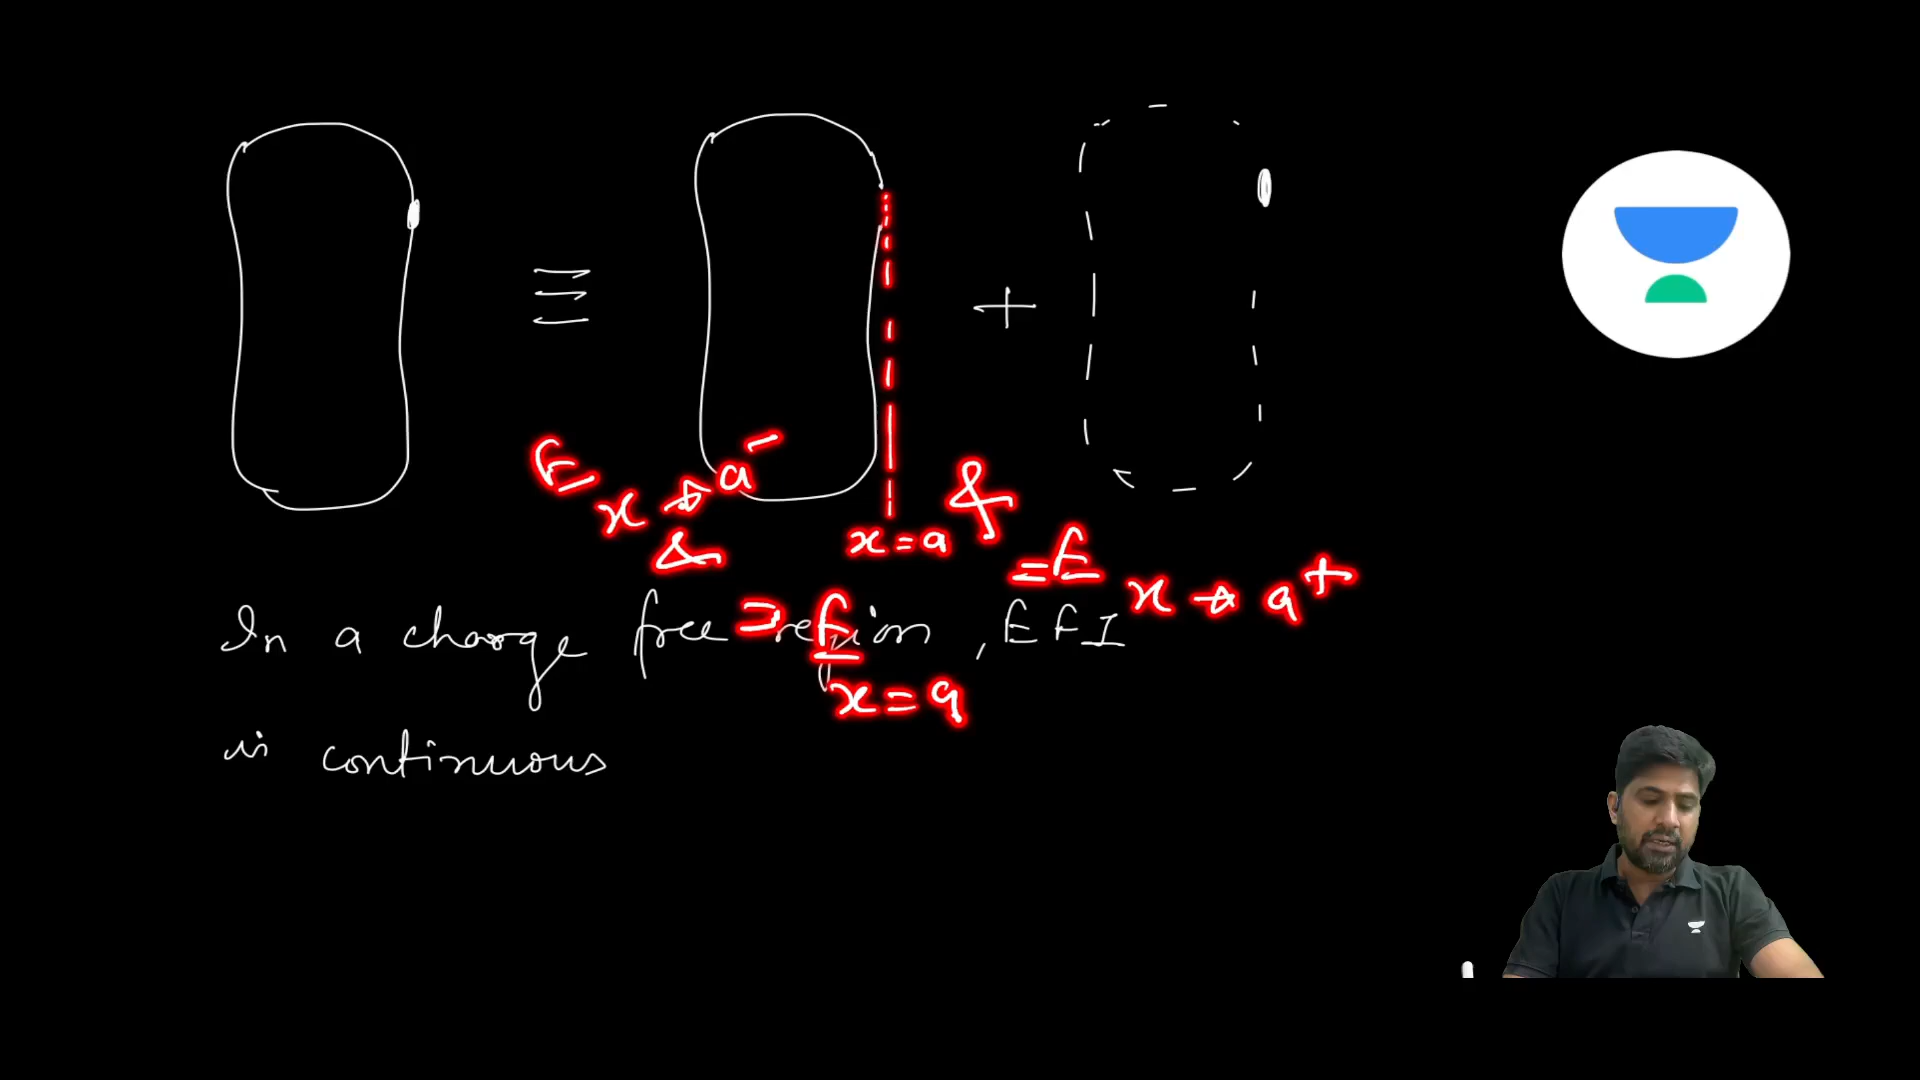 ≡
+
E x → a⁻
&
x = a
&
= E x → a⁺
= E x = a
In a charge free region, EFI
is continuous